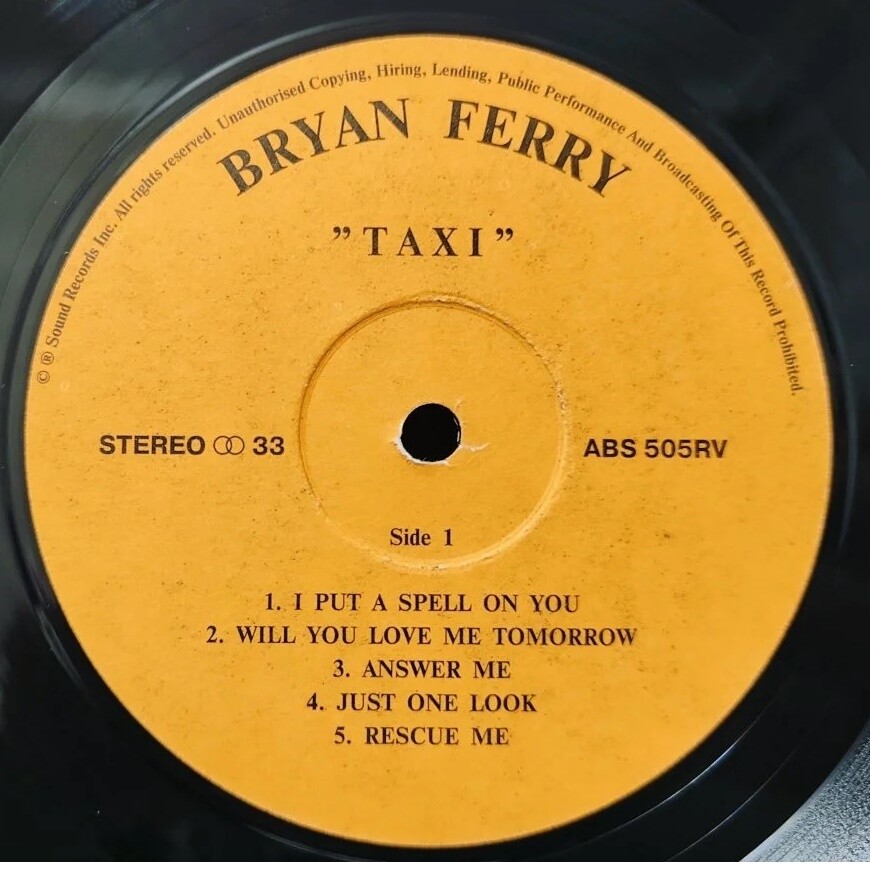 © ® Sound Records Inc. All rights reserved. Unauthorised Copying, Hiring, Lending, Public Performance And Broadcasting Of This Record Prohibited.
BRYAN FERRY
”TAXI”
STEREO 33 ABS 505RV
Side 1
1. I PUT A SPELL ON YOU
2. WILL YOU LOVE ME TOMORROW
3. ANSWER ME
4. JUST ONE LOOK
5. RESCUE ME